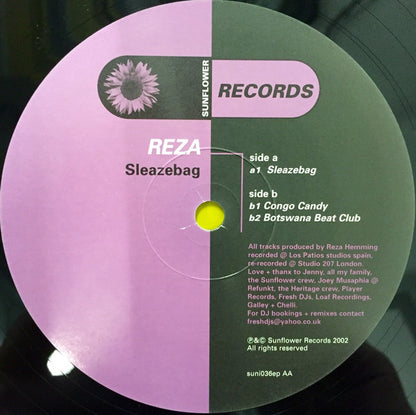 SUNFLOWER
RECORDS
REZA
Sleazebag
side a
a1 Sleazebag
side b
b1 Congo Candy
b2 Botswana Beat Club
All tracks produced by Reza Hemming
recorded @ Los Patios studios spain,
re-recorded @ Studio 207 London.
Love + thanx to Jenny, all my family,
the Sunflower crew, Joey Musaphia @
Refunkt, the Heritage crew, Player
Records, Fresh DJs, Loaf Recordings,
Galley + Chelli.
For DJ bookings + remixes contact
freshdjs@yahoo.co.uk
℗&© Sunflower Records 2002
All rights reserved
suni036ep AA